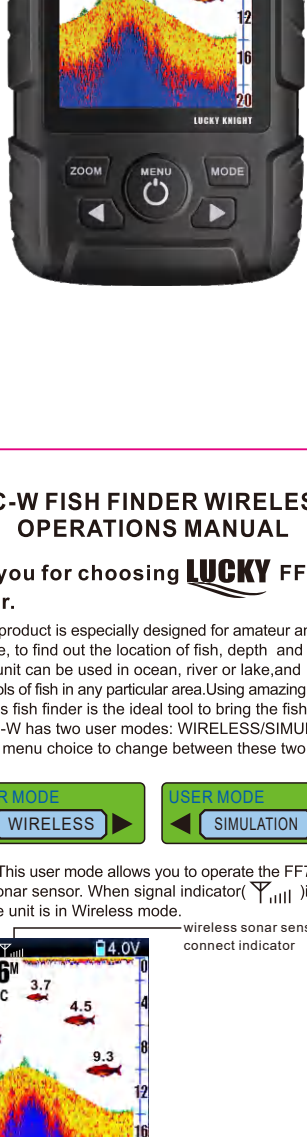 12
16
20
LUCKY KNIGHT
ZOOM
MENU
MODE
C-W FISH FINDER WIRELES
OPERATIONS MANUAL
you for choosing LUCKY FF
r.
product is especially designed for amateur an
e, to find out the location of fish, depth and
unit can be used in ocean, river or lake,and
ols of fish in any particular area.Using amazing
s fish finder is the ideal tool to bring the fish
-W has two user modes: WIRELESS/SIMUL
menu choice to change between these two
R MODE
WIRELESS
USER MODE
SIMULATION
This user mode allows you to operate the FF7
onar sensor. When signal indicator( )i
e unit is in Wireless mode.
wireless sonar sens
connect indicator
4.0V
6M
C
3.7
4.5
9.3
0
4
8
12
16